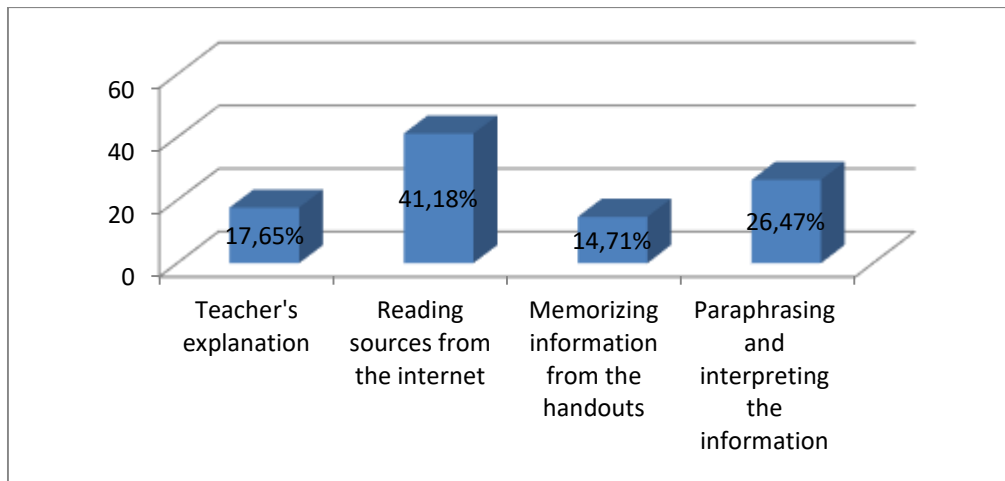 60
40
20
0
17,65%
41,18%
14,71%
26,47%
Teacher's
explanation
Reading
sources from
the internet
Memorizing
information
from the
handouts
Paraphrasing
and
interpreting
the
information